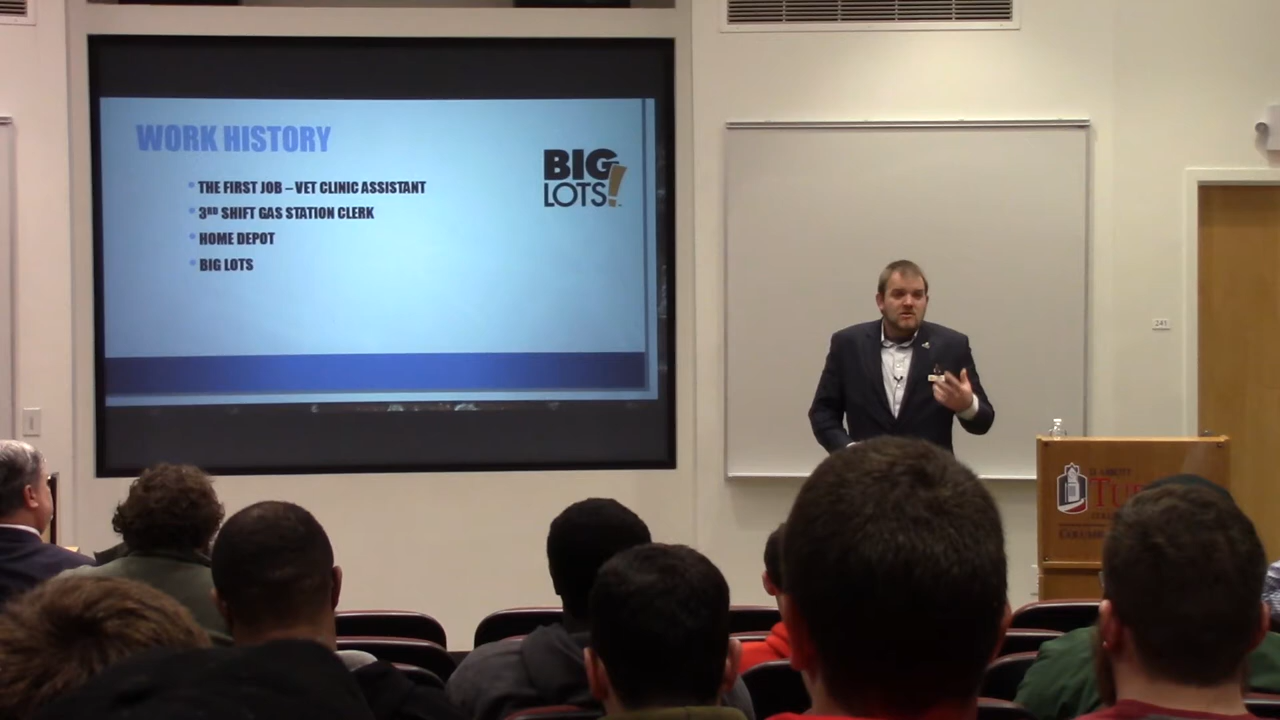 WORK HISTORY
BIG
LOTS!
THE FIRST JOB – VET CLINIC ASSISTANT
3RD SHIFT GAS STATION CLERK
HOME DEPOT
BIG LOTS
241